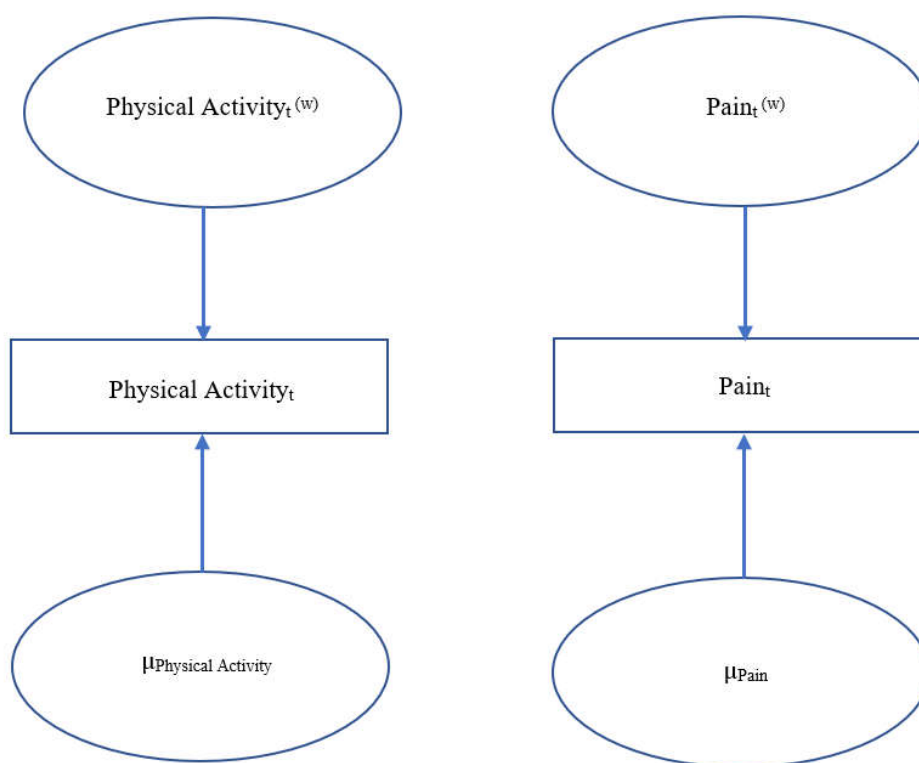 Physical Activityₜ ⁽ʷ⁾
Painₜ ⁽ʷ⁾
Physical Activityₜ
Painₜ
μPhysical Activity
μPain